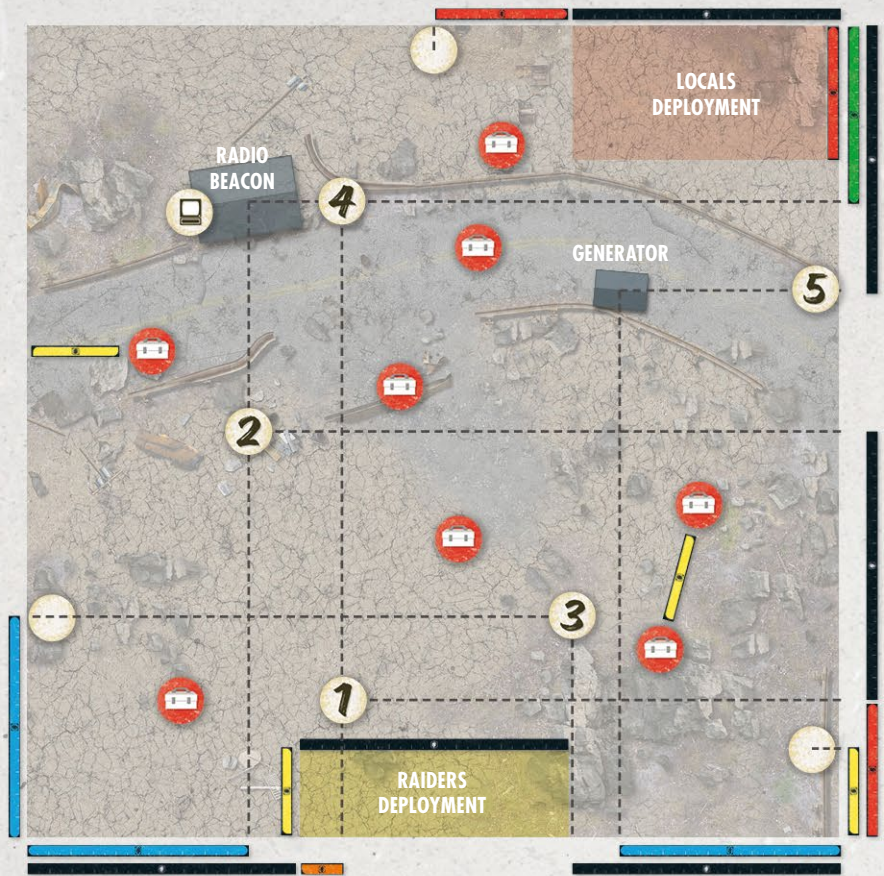 LOCALS
DEPLOYMENT
RADIO
BEACON
4
GENERATOR
5
2
3
1
RAIDERS
DEPLOYMENT